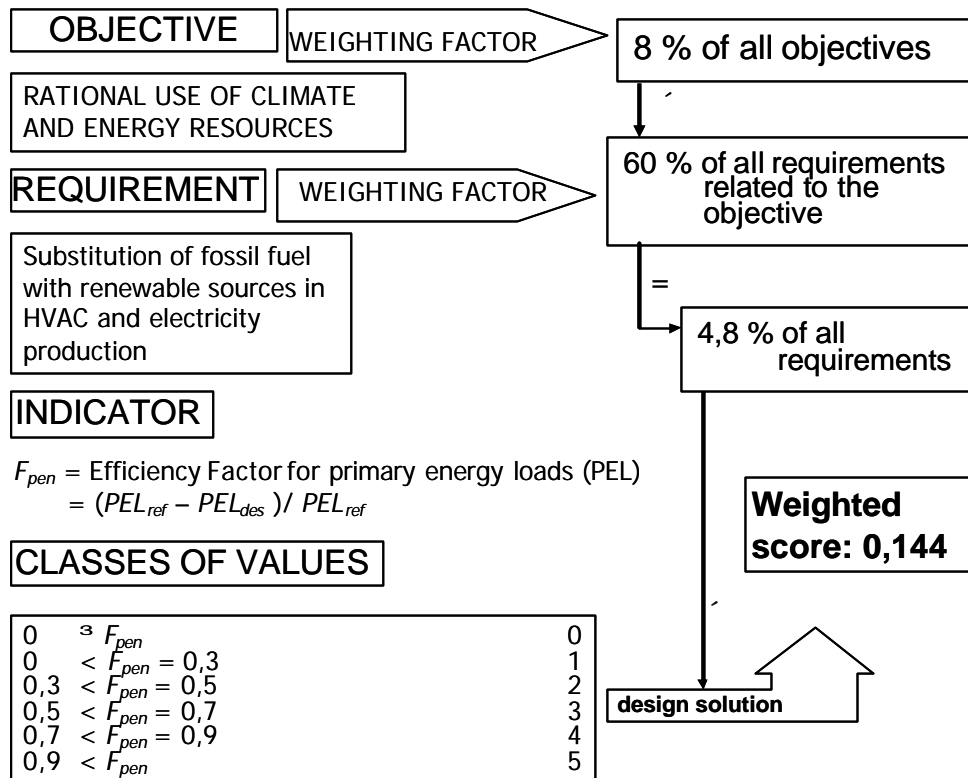 OBJECTIVE
WEIGHTING FACTOR
8 % of all objectives
RATIONAL USE OF CLIMATE
AND ENERGY RESOURCES
60 % of all requirements
related to the
objective
REQUIREMENT
WEIGHTING FACTOR
Substitution of fossil fuel
with renewable sources in
HVAC and electricity
production
=
4,8 % of all
requirements
INDICATOR
Fpen = Efficiency Factor for primary energy loads (PEL)
= (PELref – PELdes )/ PELref
Weighted
score: 0,144
CLASSES OF VALUES
0 ³ Fpen 0
0 < Fpen = 0,3 1
0,3 < Fpen = 0,5 2
0,5 < Fpen = 0,7 3
0,7 < Fpen = 0,9 4
0,9 < Fpen 5
design solution